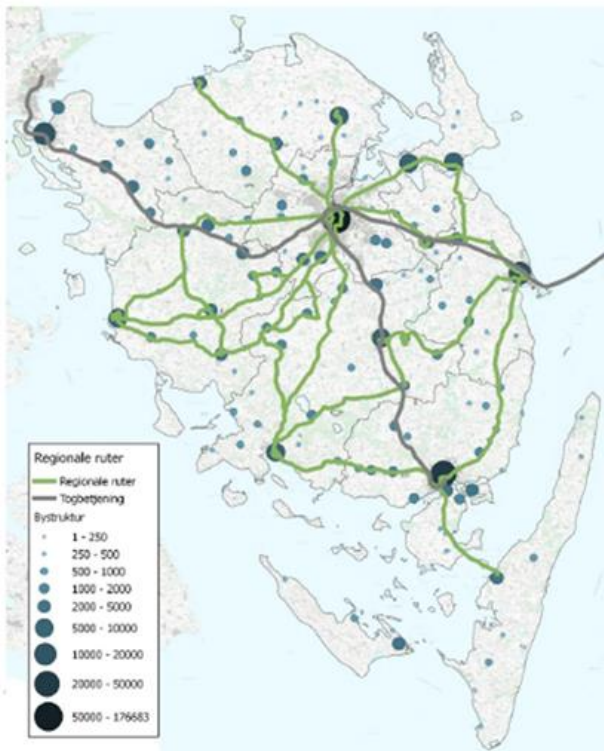 Regionale ruter
Regionale ruter
Togbetjening
Bystruktur
1 - 250
250 - 500
500 - 1000
1000 - 2000
2000 - 5000
5000 - 10000
10000 - 20000
20000 - 50000
50000 - 176683